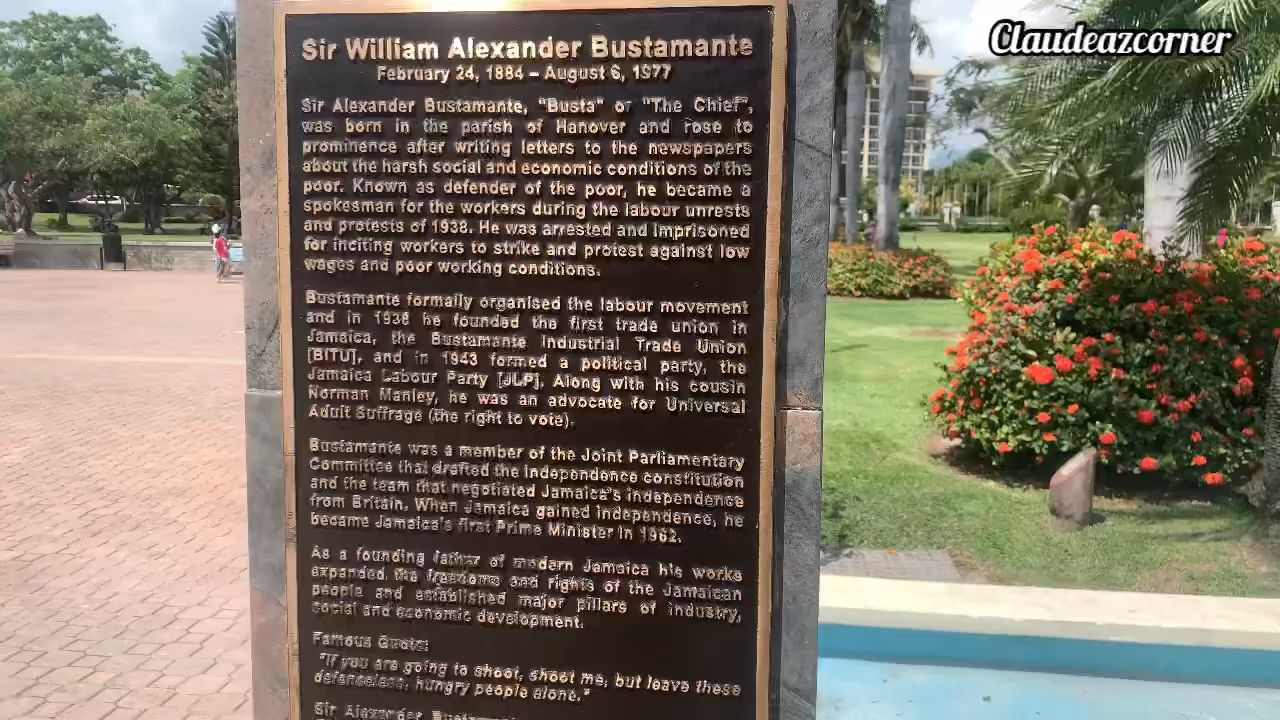 Claudeazcorner
Sir William Alexander Bustamante
February 24, 1884 – August 6, 1977
Sir Alexander Bustamante, "Busta" or "The Chief",
was born in the parish of Hanover and rose to
prominence after writing letters to the newspapers
about the harsh social and economic conditions of the
poor. Known as defender of the poor, he became a
spokesman for the workers during the labour unrests
and protests of 1938. He was arrested and imprisoned
for inciting workers to strike and protest against low
wages and poor working conditions.
Bustamante formally organised the labour movement
and in 1938 he founded the first trade union in
Jamaica, the Bustamante Industrial Trade Union
[BITU], and in 1943 formed a political party, the
Jamaica Labour Party [JLP]. Along with his cousin
Norman Manley, he was an advocate for Universal
Adult Suffrage (the right to vote).
Bustamante was a member of the Joint Parliamentary
Committee that drafted the Independence constitution
and the team that negotiated Jamaica's independence
from Britain. When Jamaica gained independence, he
became Jamaica's first Prime Minister in 1962.
As a founding father of modern Jamaica his works
expanded the freedoms and rights of the Jamaican
people and established major pillars of industry,
social and economic development.
Famous Quote:
"If you are going to shoot, shoot me, but leave these
defenseless, hungry people alone."
Sir Alexander